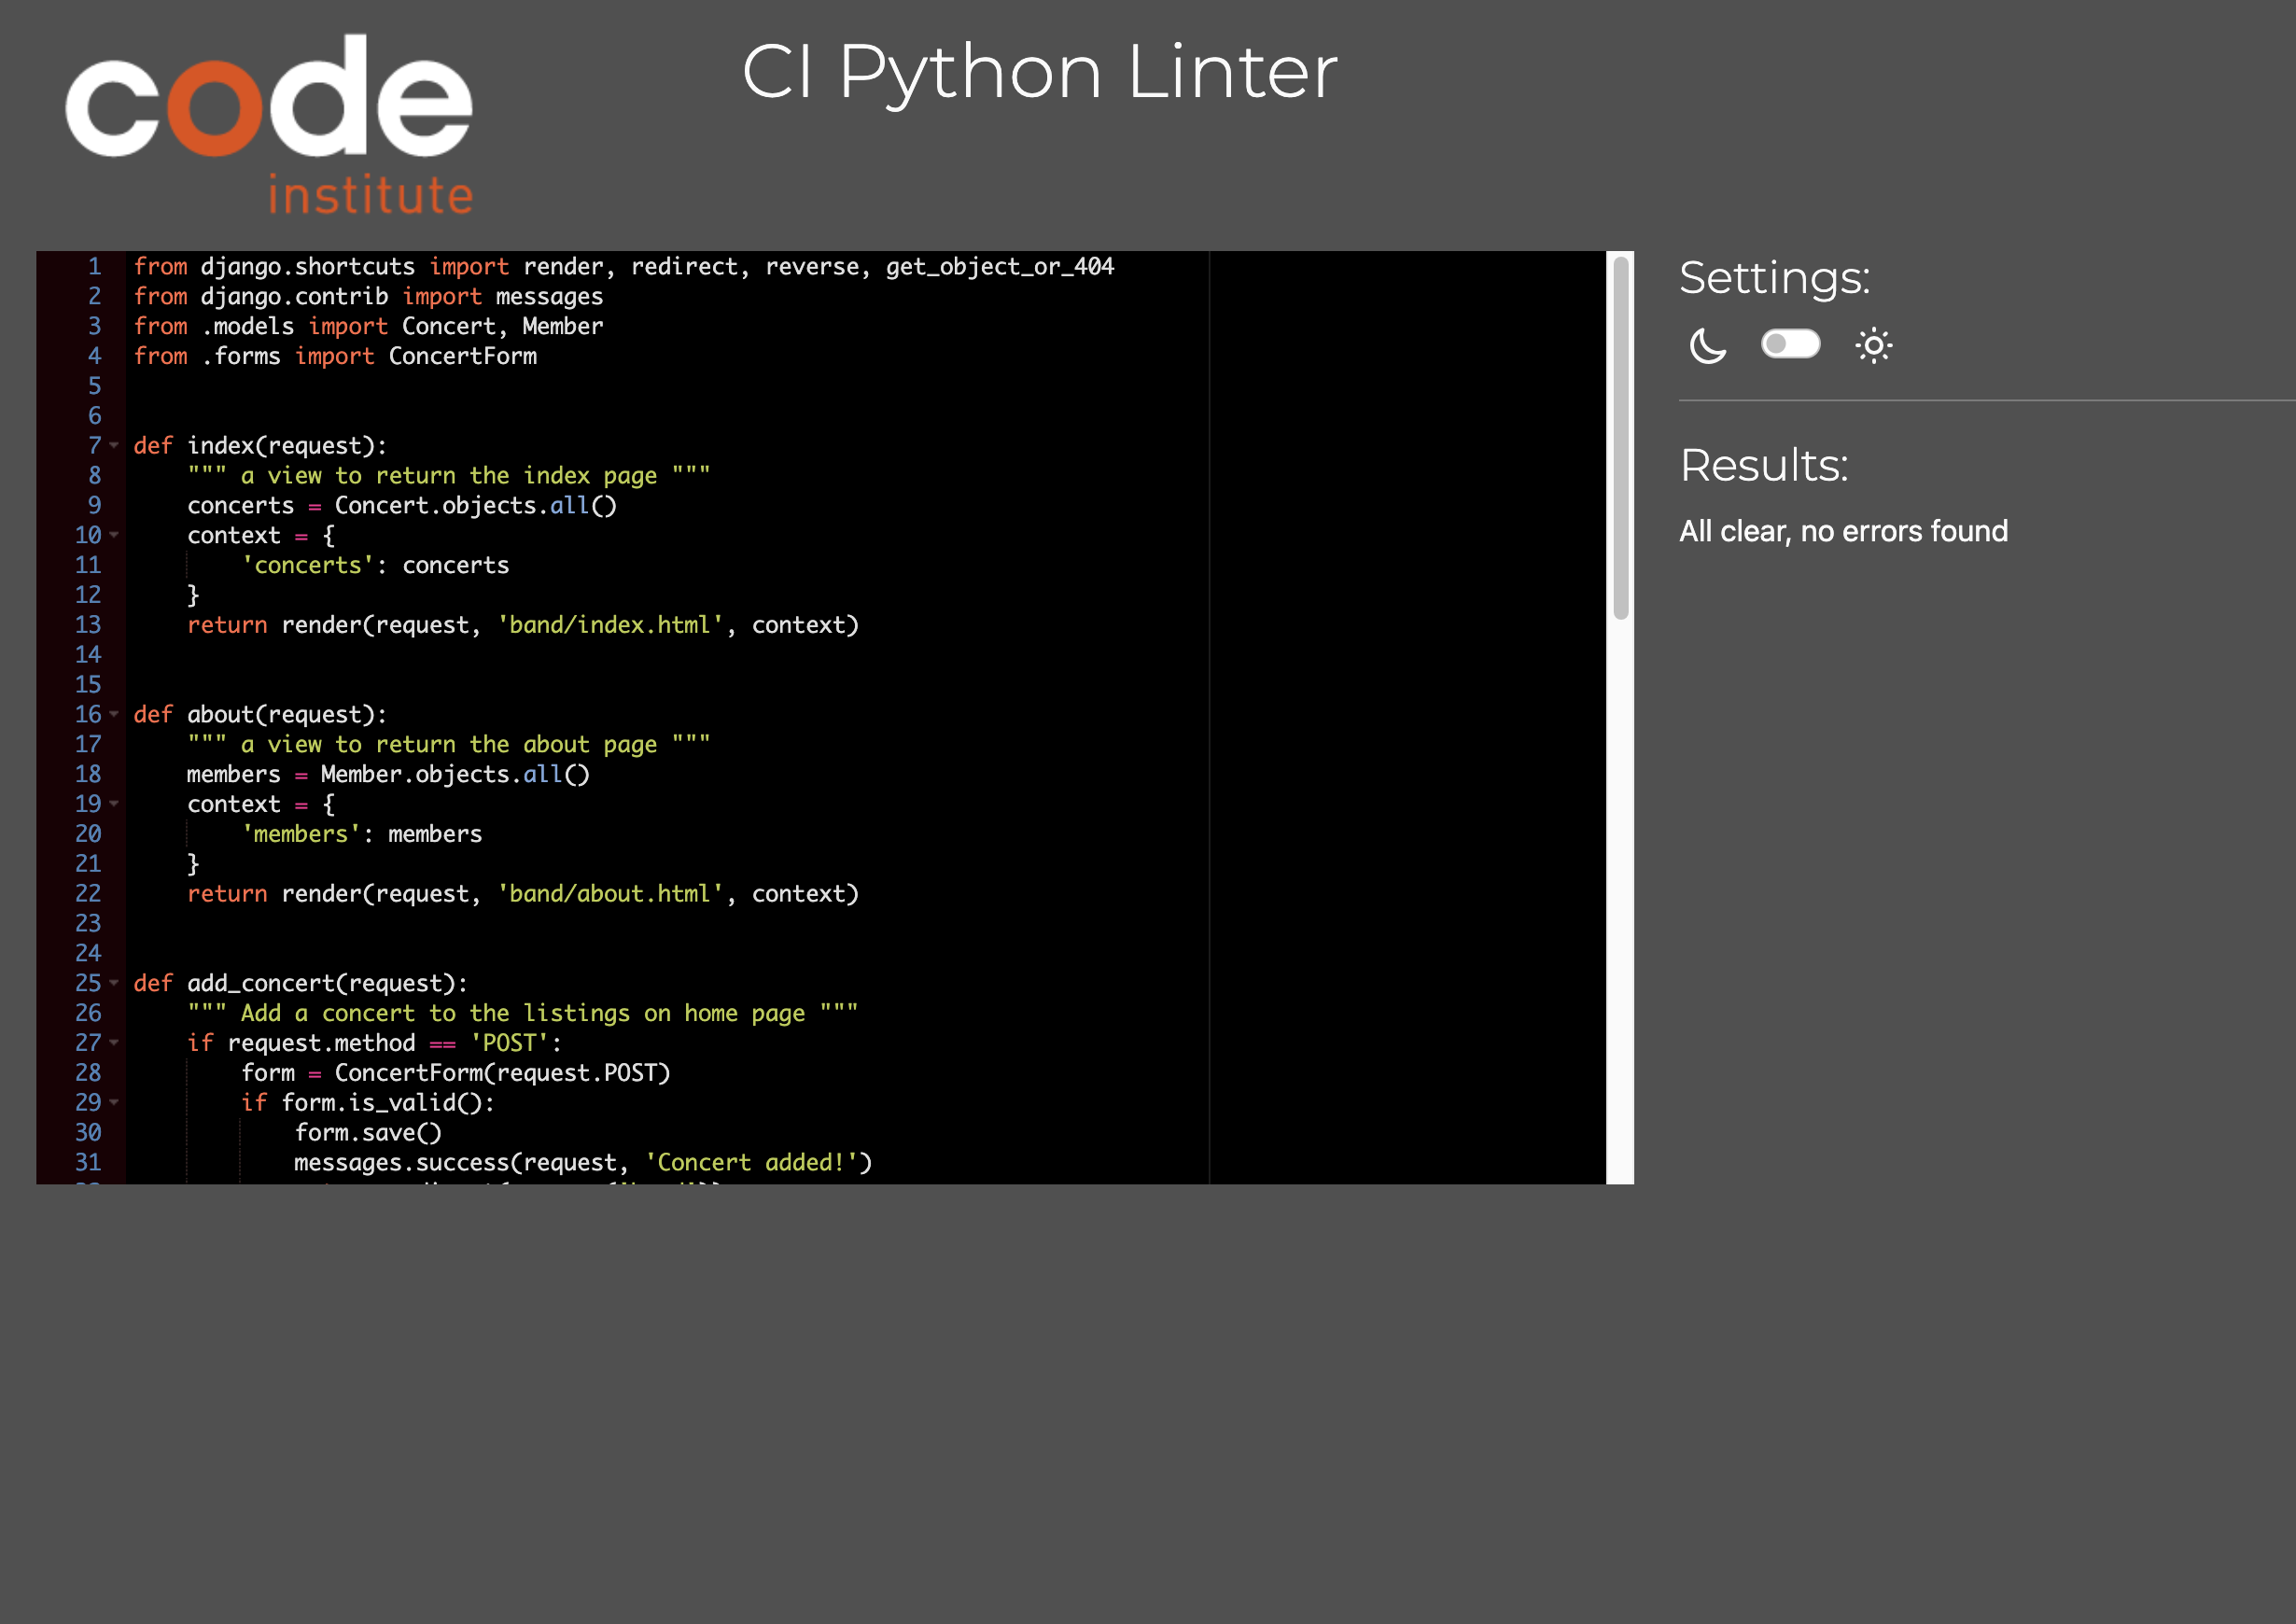 code
institute
CI Python Linter
1 from django.shortcuts import render, redirect, reverse, get_object_or_404
2 from django.contrib import messages
3 from .models import Concert, Member
4 from .forms import ConcertForm
5
6
7 def index(request):
8     """ a view to return the index page """
9     concerts = Concert.objects.all()
10     context = {
11         'concerts': concerts
12     }
13     return render(request, 'band/index.html', context)
14
15
16 def about(request):
17     """ a view to return the about page """
18     members = Member.objects.all()
19     context = {
20         'members': members
21     }
22     return render(request, 'band/about.html', context)
23
24
25 def add_concert(request):
26     """ Add a concert to the listings on home page """
27     if request.method == 'POST':
28         form = ConcertForm(request.POST)
29         if form.is_valid():
30             form.save()
31             messages.success(request, 'Concert added!')
Settings:
Results:
All clear, no errors found